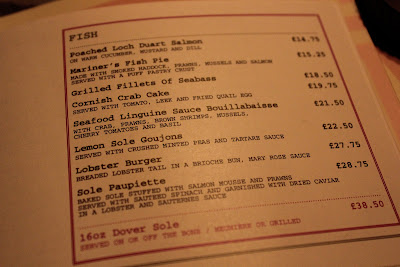 FISH
Poached Loch Duart Salmon £14.75
ON WARM CUCUMBER, MUSTARD AND DILL
Mariner's Fish Pie £15.25
MADE WITH SMOKED HADDOCK, PRAWNS, MUSSELS AND SALMON
SERVED WITH A PUFF PASTRY CRUST
Grilled Fillets Of Seabass £18.50
Cornish Crab Cake £19.75
SERVED WITH TOMATO, LEEK AND FRIED QUAIL EGG
Seafood Linguine Sauce Bouillabaisse £21.50
WITH CRAB, PRAWNS, BROWN SHRIMPS, MUSSELS,
CHERRY TOMATOES AND BASIL
Lemon Sole Goujons £22.50
SERVED WITH CRUSHED MINTED PEAS AND TARTARE SAUCE
Lobster Burger £27.75
BREADED LOBSTER TAIL IN A BRIOCHE BUN, MARY ROSE SAUCE
Sole Paupiette £28.75
BAKED SOLE STUFFED WITH SALMON MOUSSE AND PRAWNS
SERVED WITH SAUTEED SPINACH AND GARNISHED WITH DRIED CAVIAR
IN A LOBSTER AND SAUTERNES SAUCE
16oz Dover Sole £38.50
SERVED ON OR OFF THE BONE / MEUNIERE OR GRILLED